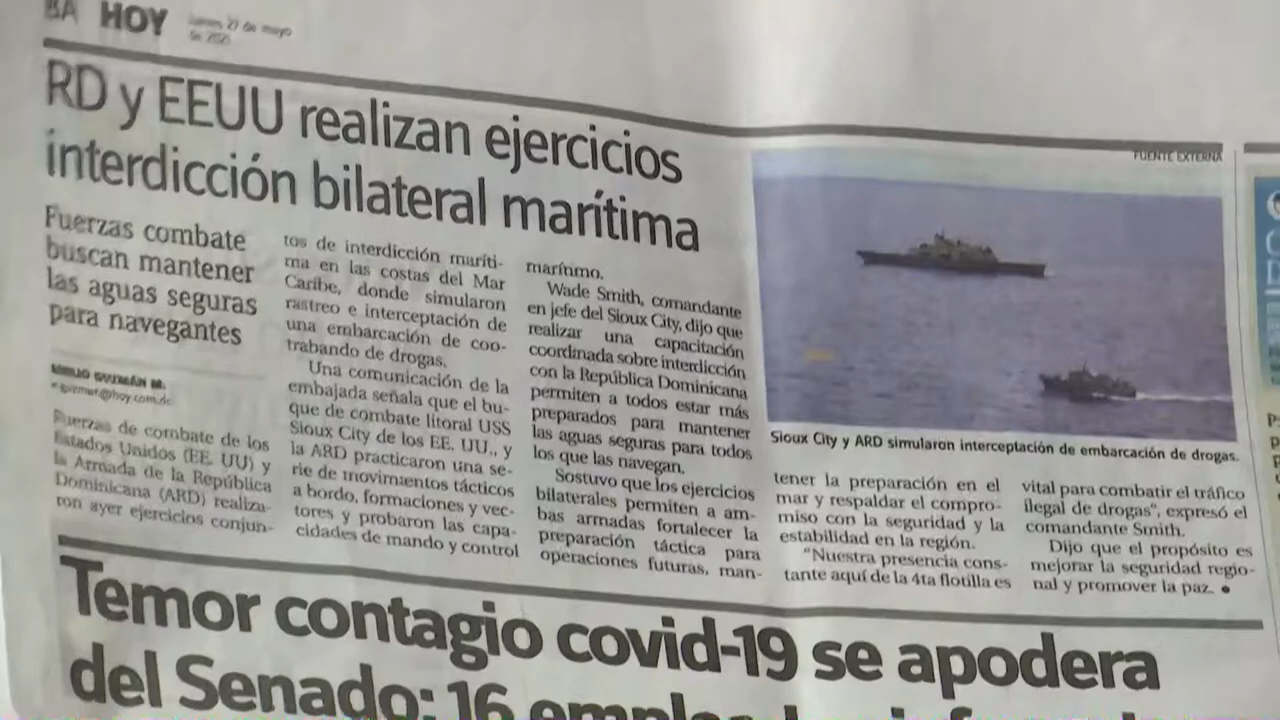 8A HOY
Jueves 27 de mayo
RD y EEUU realizan ejercicios
interdicción bilateral marítima
Fuerzas combate
buscan mantener
las aguas seguras
para navegantes
GUZMÁN M.
Fuerzas de combate de los
Estados Unidos (EE. UU) y
la Armada de la República
Dominicana (ARD) realiza-
ron ayer ejercicios conjun-
tos de interdicción maríti-
ma en las costas del Mar
Caribe, donde simularon
rastreo e interceptación de
una embarcación de con-
trabando de drogas.
Una comunicación de la
embajada señala que el bu-
que de combate litoral USS
Sioux City de los EE. UU., y
la ARD practicaron una se-
rie de movimientos tácticos
a bordo, formaciones y vec-
tores y probaron las capa-
cidades de mando y control
marítimo.
Wade Smith, comandante
en jefe del Sioux City, dijo que
realizar una capacitación
coordinada sobre interdicción
con la República Dominicana
permiten a todos estar más
preparados para mantener
las aguas seguras para todos
los que las navegan.
Sostuvo que los ejercicios
bilaterales permiten a am-
bas armadas fortalecer la
preparación táctica para
operaciones futuras, man-
FUENTE EXTERNA
Sioux City y ARD simularon interceptación de embarcación de drogas.
tener la preparación en el
mar y respaldar el compro-
miso con la seguridad y la
estabilidad en la región.
“Nuestra presencia cons-
tante aquí de la 4ta flotilla es
vital para combatir el tráfico
ilegal de drogas”, expresó el
comandante Smith.
Dijo que el propósito es
mejorar la seguridad regio-
nal y promover la paz. ●
Temor contagio covid-19 se apodera
del Senado: 16